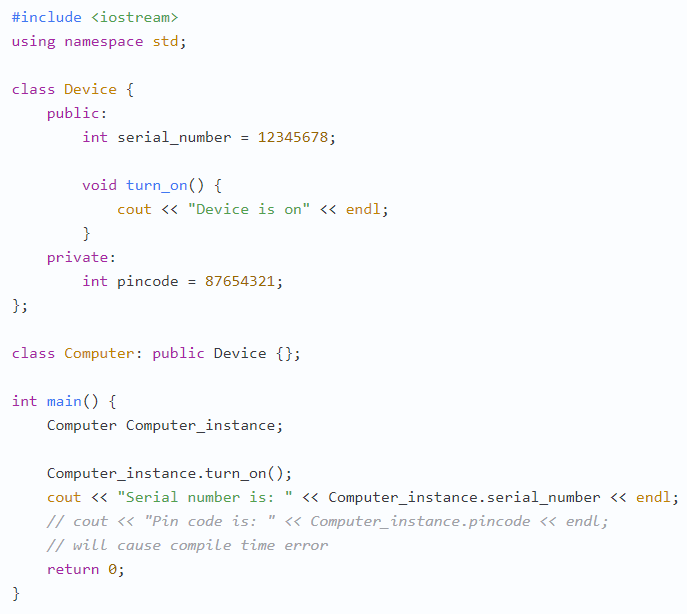 #include <iostream>
using namespace std;

class Device {
    public:
        int serial_number = 12345678;

        void turn_on() {
            cout << "Device is on" << endl;
        }
    private:
        int pincode = 87654321;
};

class Computer: public Device {};

int main() {
    Computer Computer_instance;

    Computer_instance.turn_on();
    cout << "Serial number is: " << Computer_instance.serial_number << endl;
    // cout << "Pin code is: " << Computer_instance.pincode << endl;
    // will cause compile time error
    return 0;
}